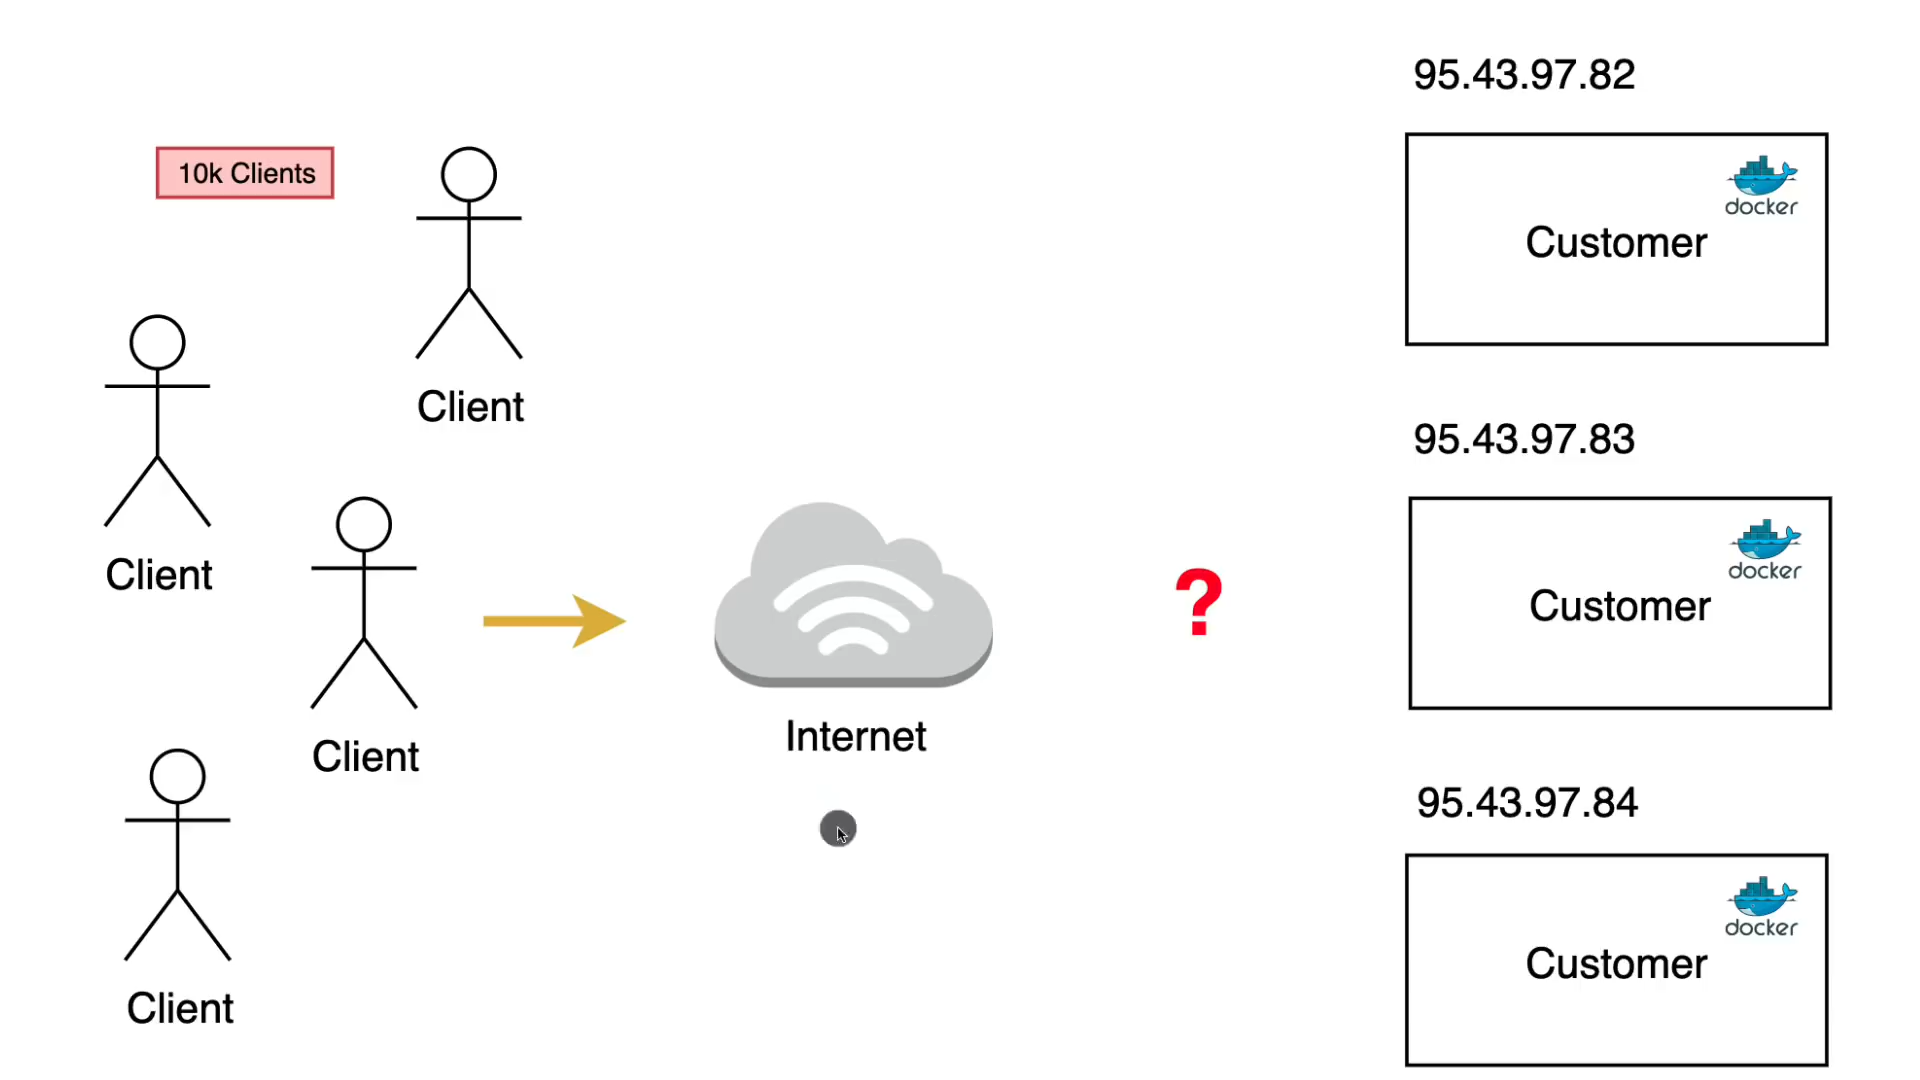 95.43.97.82
10k Clients
docker
Customer
Client
95.43.97.83
docker
Client
Customer
Internet
Client
95.43.97.84
docker
Customer
Client